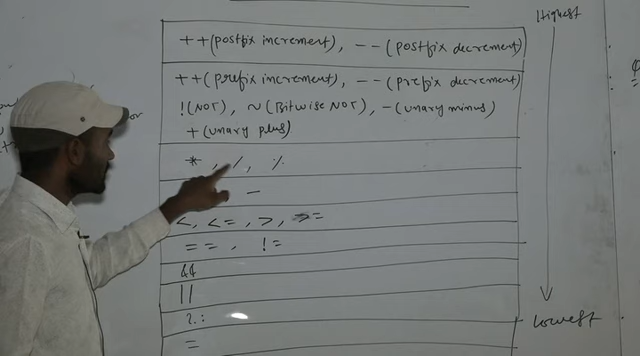 Highest
++(postfix increment), --(postfix decrement)
++(prefix increment), --(prefix decrement)
!(NOT), ~(Bitwise NOT), -(unary minus)
+(unary plus)
*, /, %
-
<, <=, >, >=
==, !=
&&
||
?:
=
Lowest